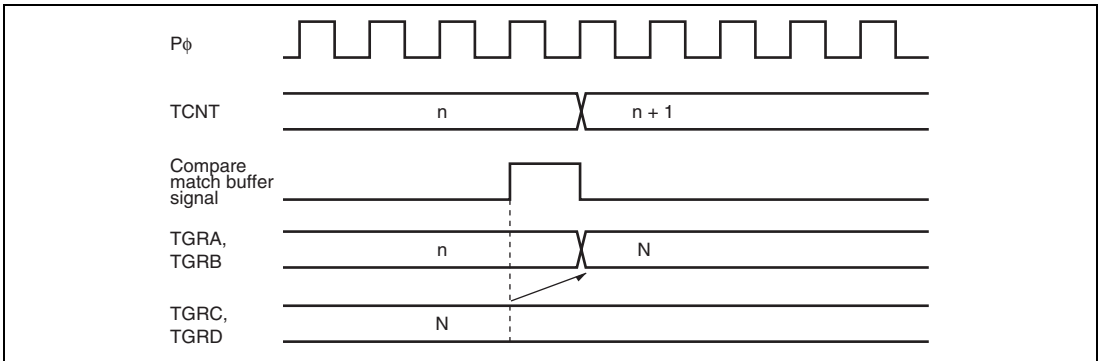 Pϕ
TCNT
n
n + 1
Compare
match buffer
signal
TGRA,
TGRB
n
N
TGRC,
TGRD
N